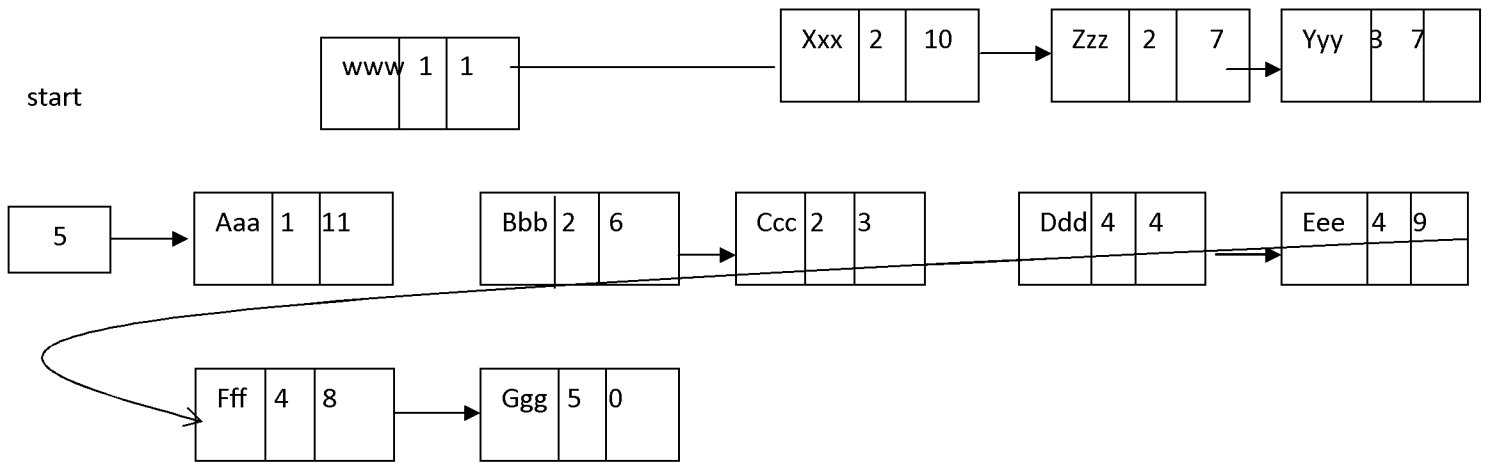 Xxx 2 10 Zzz 2 7 Yyy 3 7
www 1 1
start
5 Aaa 1 11 Bbb 2 6 Ccc 2 3 Ddd 4 4 Eee 4 9
Fff 4 8 Ggg 5 0